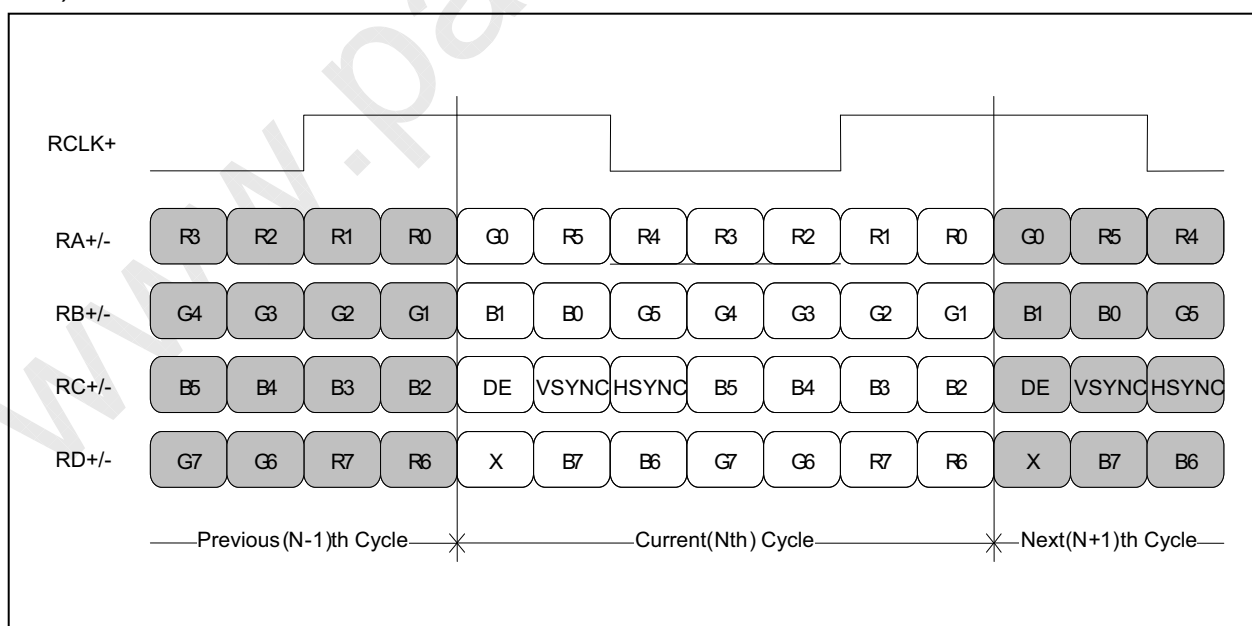 www.pa
RCLK+
RA+/- R3 R2 R1 R0 G0 R5 R4 R3 R2 R1 R0 G0 R5 R4
RB+/- G4 G3 G2 G1 B1 B0 G5 G4 G3 G2 G1 B1 B0 G5
RC+/- B5 B4 B3 B2 DE VSYNC HSYNC B5 B4 B3 B2 DE VSYNC HSYNC
RD+/- G7 G6 R7 R6 X B7 B6 G7 G6 R7 R6 X B7 B6
Previous(N-1)th Cycle Current(Nth) Cycle Next(N+1)th Cycle